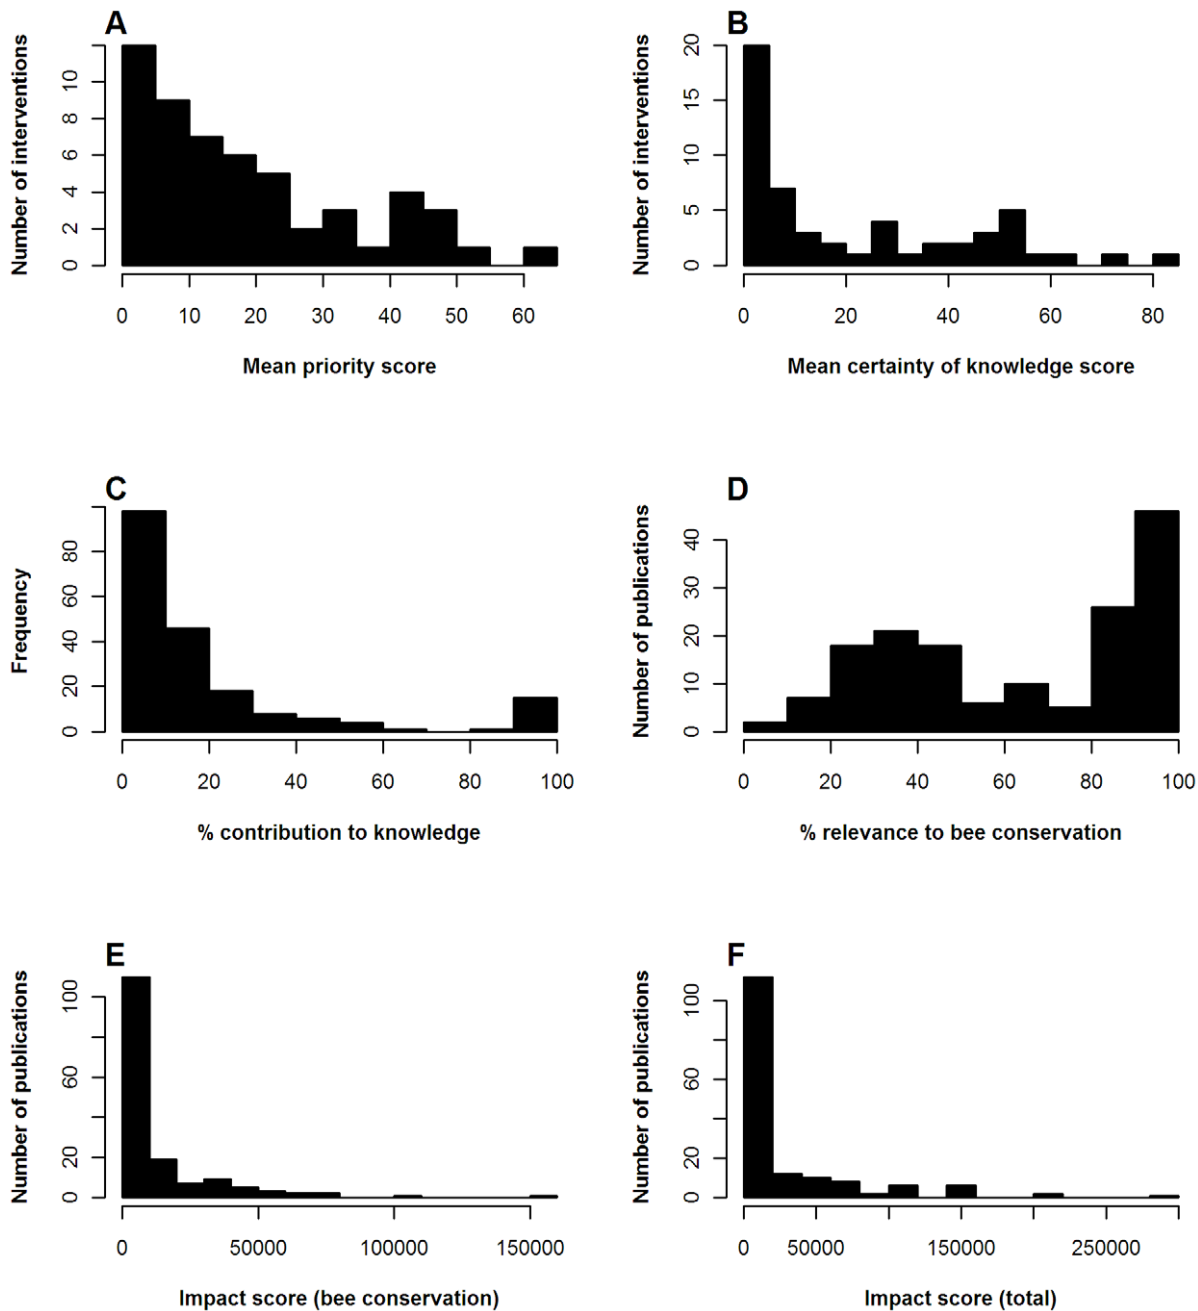 A
Number of interventions
0 2 4 6 8 10
0 10 20 30 40 50 60
Mean priority score
B
Number of interventions
0 5 10 15 20
0 20 40 60 80
Mean certainty of knowledge score
C
Frequency
0 20 40 60 80
0 20 40 60 80 100
% contribution to knowledge
D
Number of publications
0 10 20 30 40
0 20 40 60 80 100
% relevance to bee conservation
E
Number of publications
0 20 60 100
0 50000 100000 150000
Impact score (bee conservation)
F
Number of publications
0 20 60 100
0 50000 150000 250000
Impact score (total)